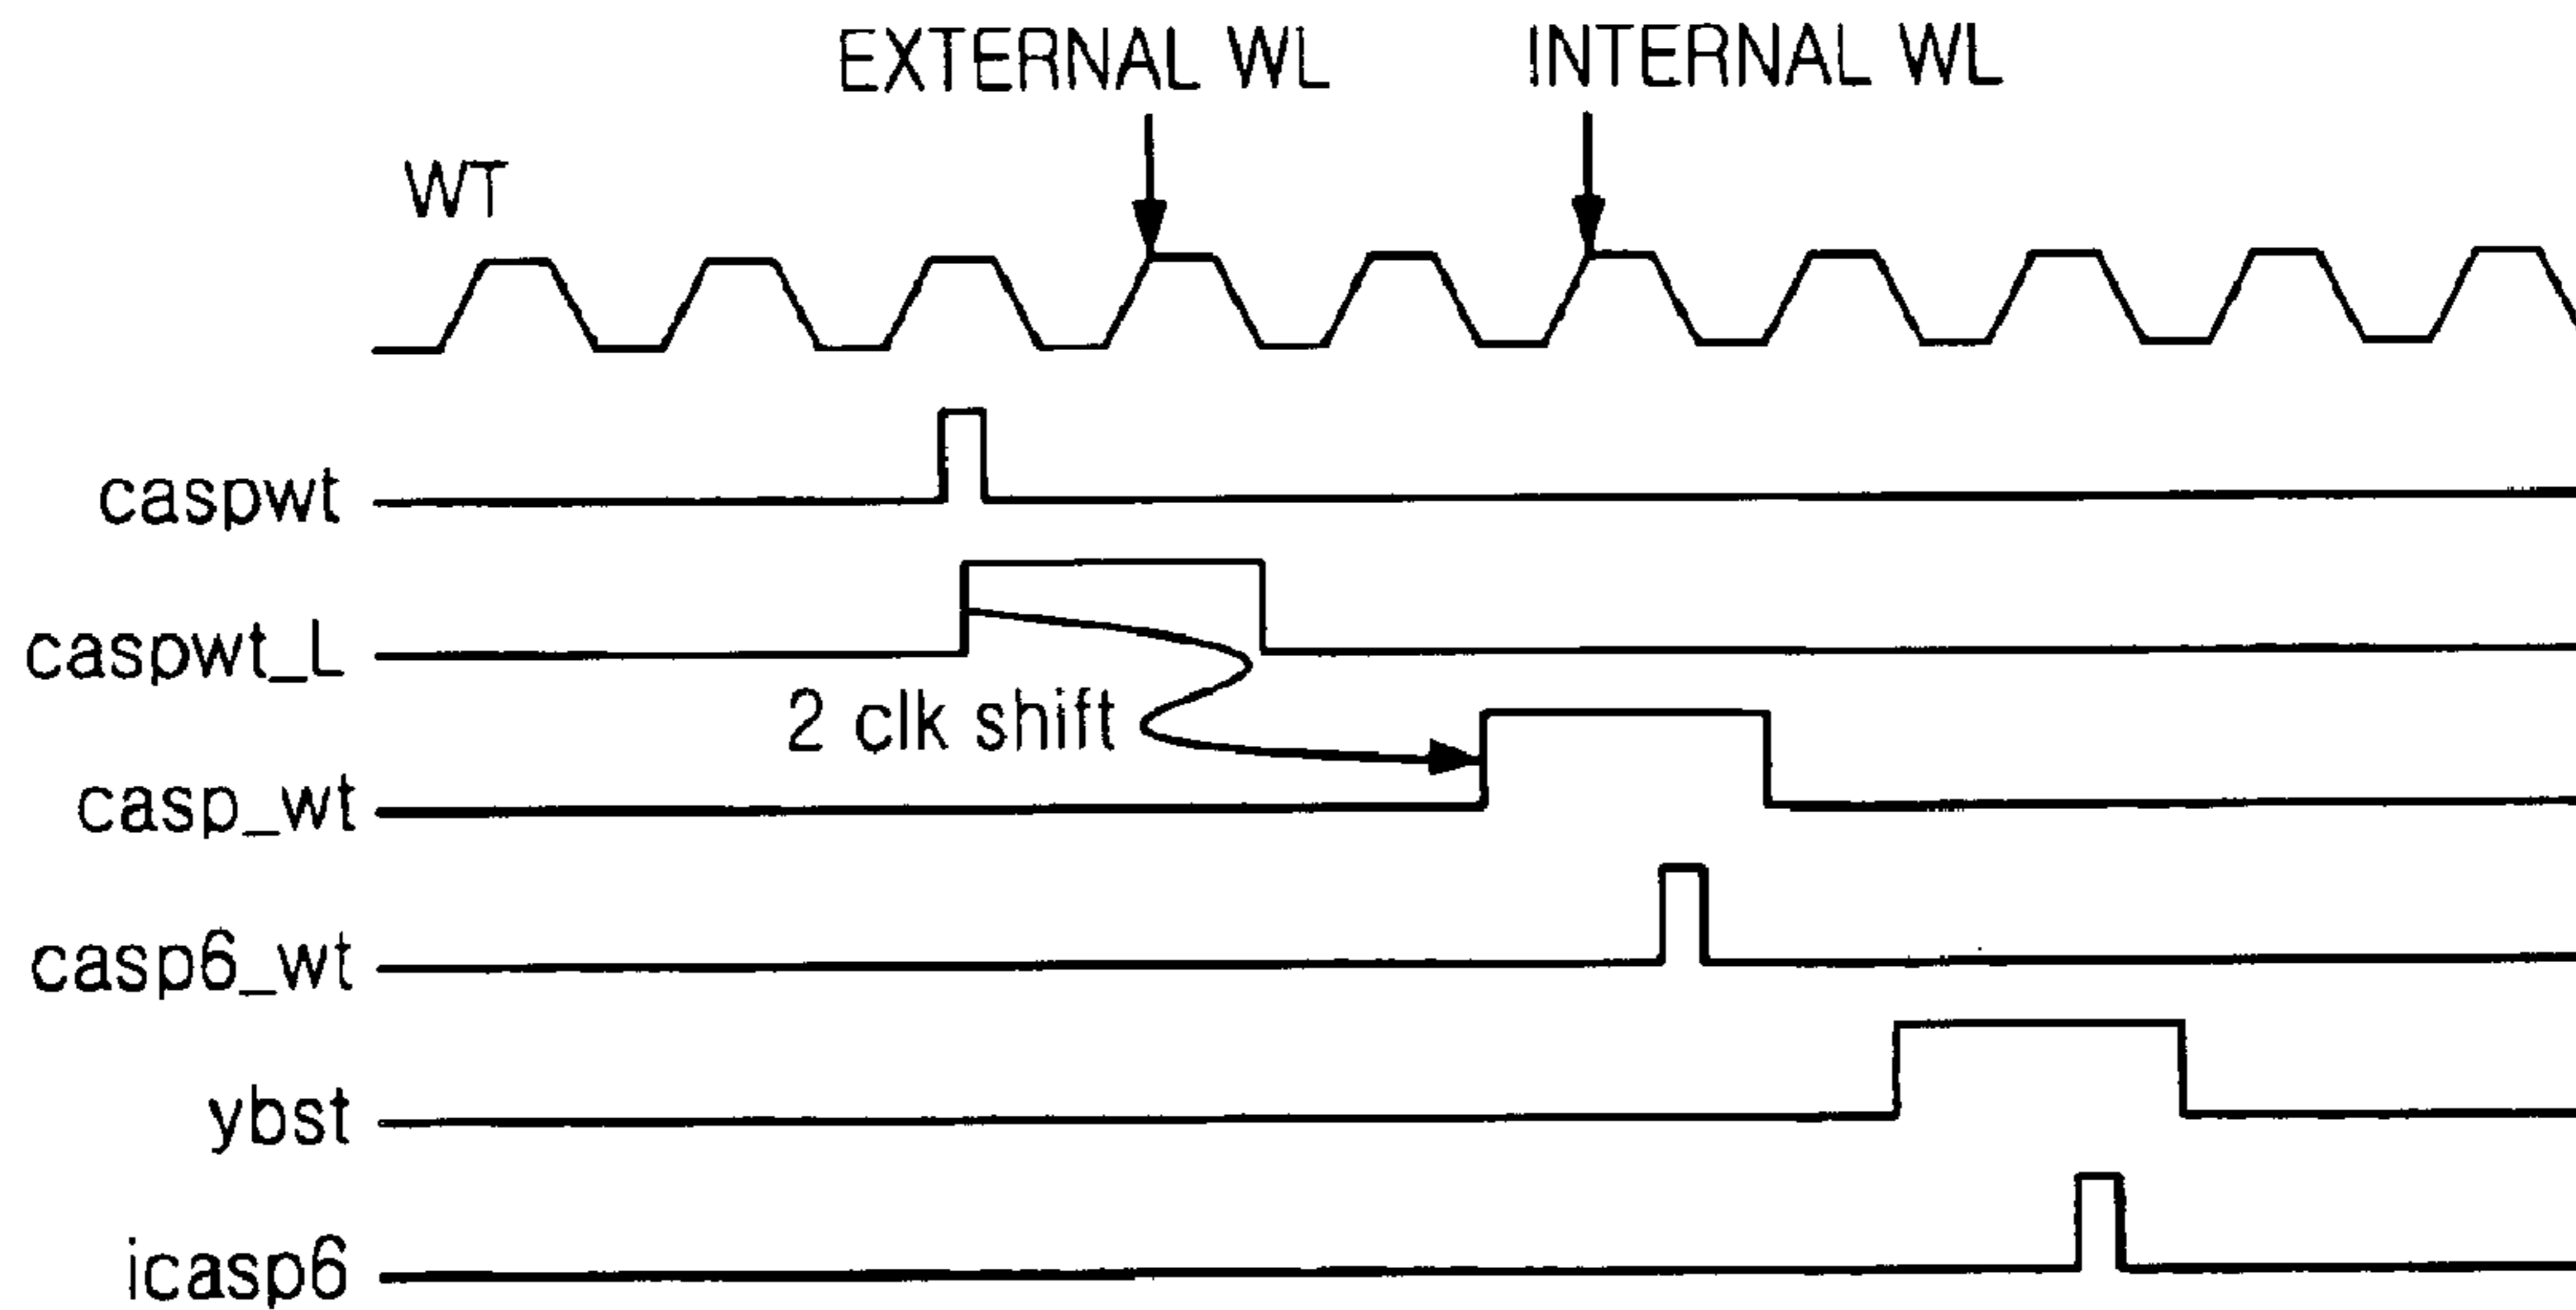 EXTERNAL WL
INTERNAL WL
WT
caspwt
caspwt_L
2 clk shift
casp_wt
casp6_wt
ybst
icasp6